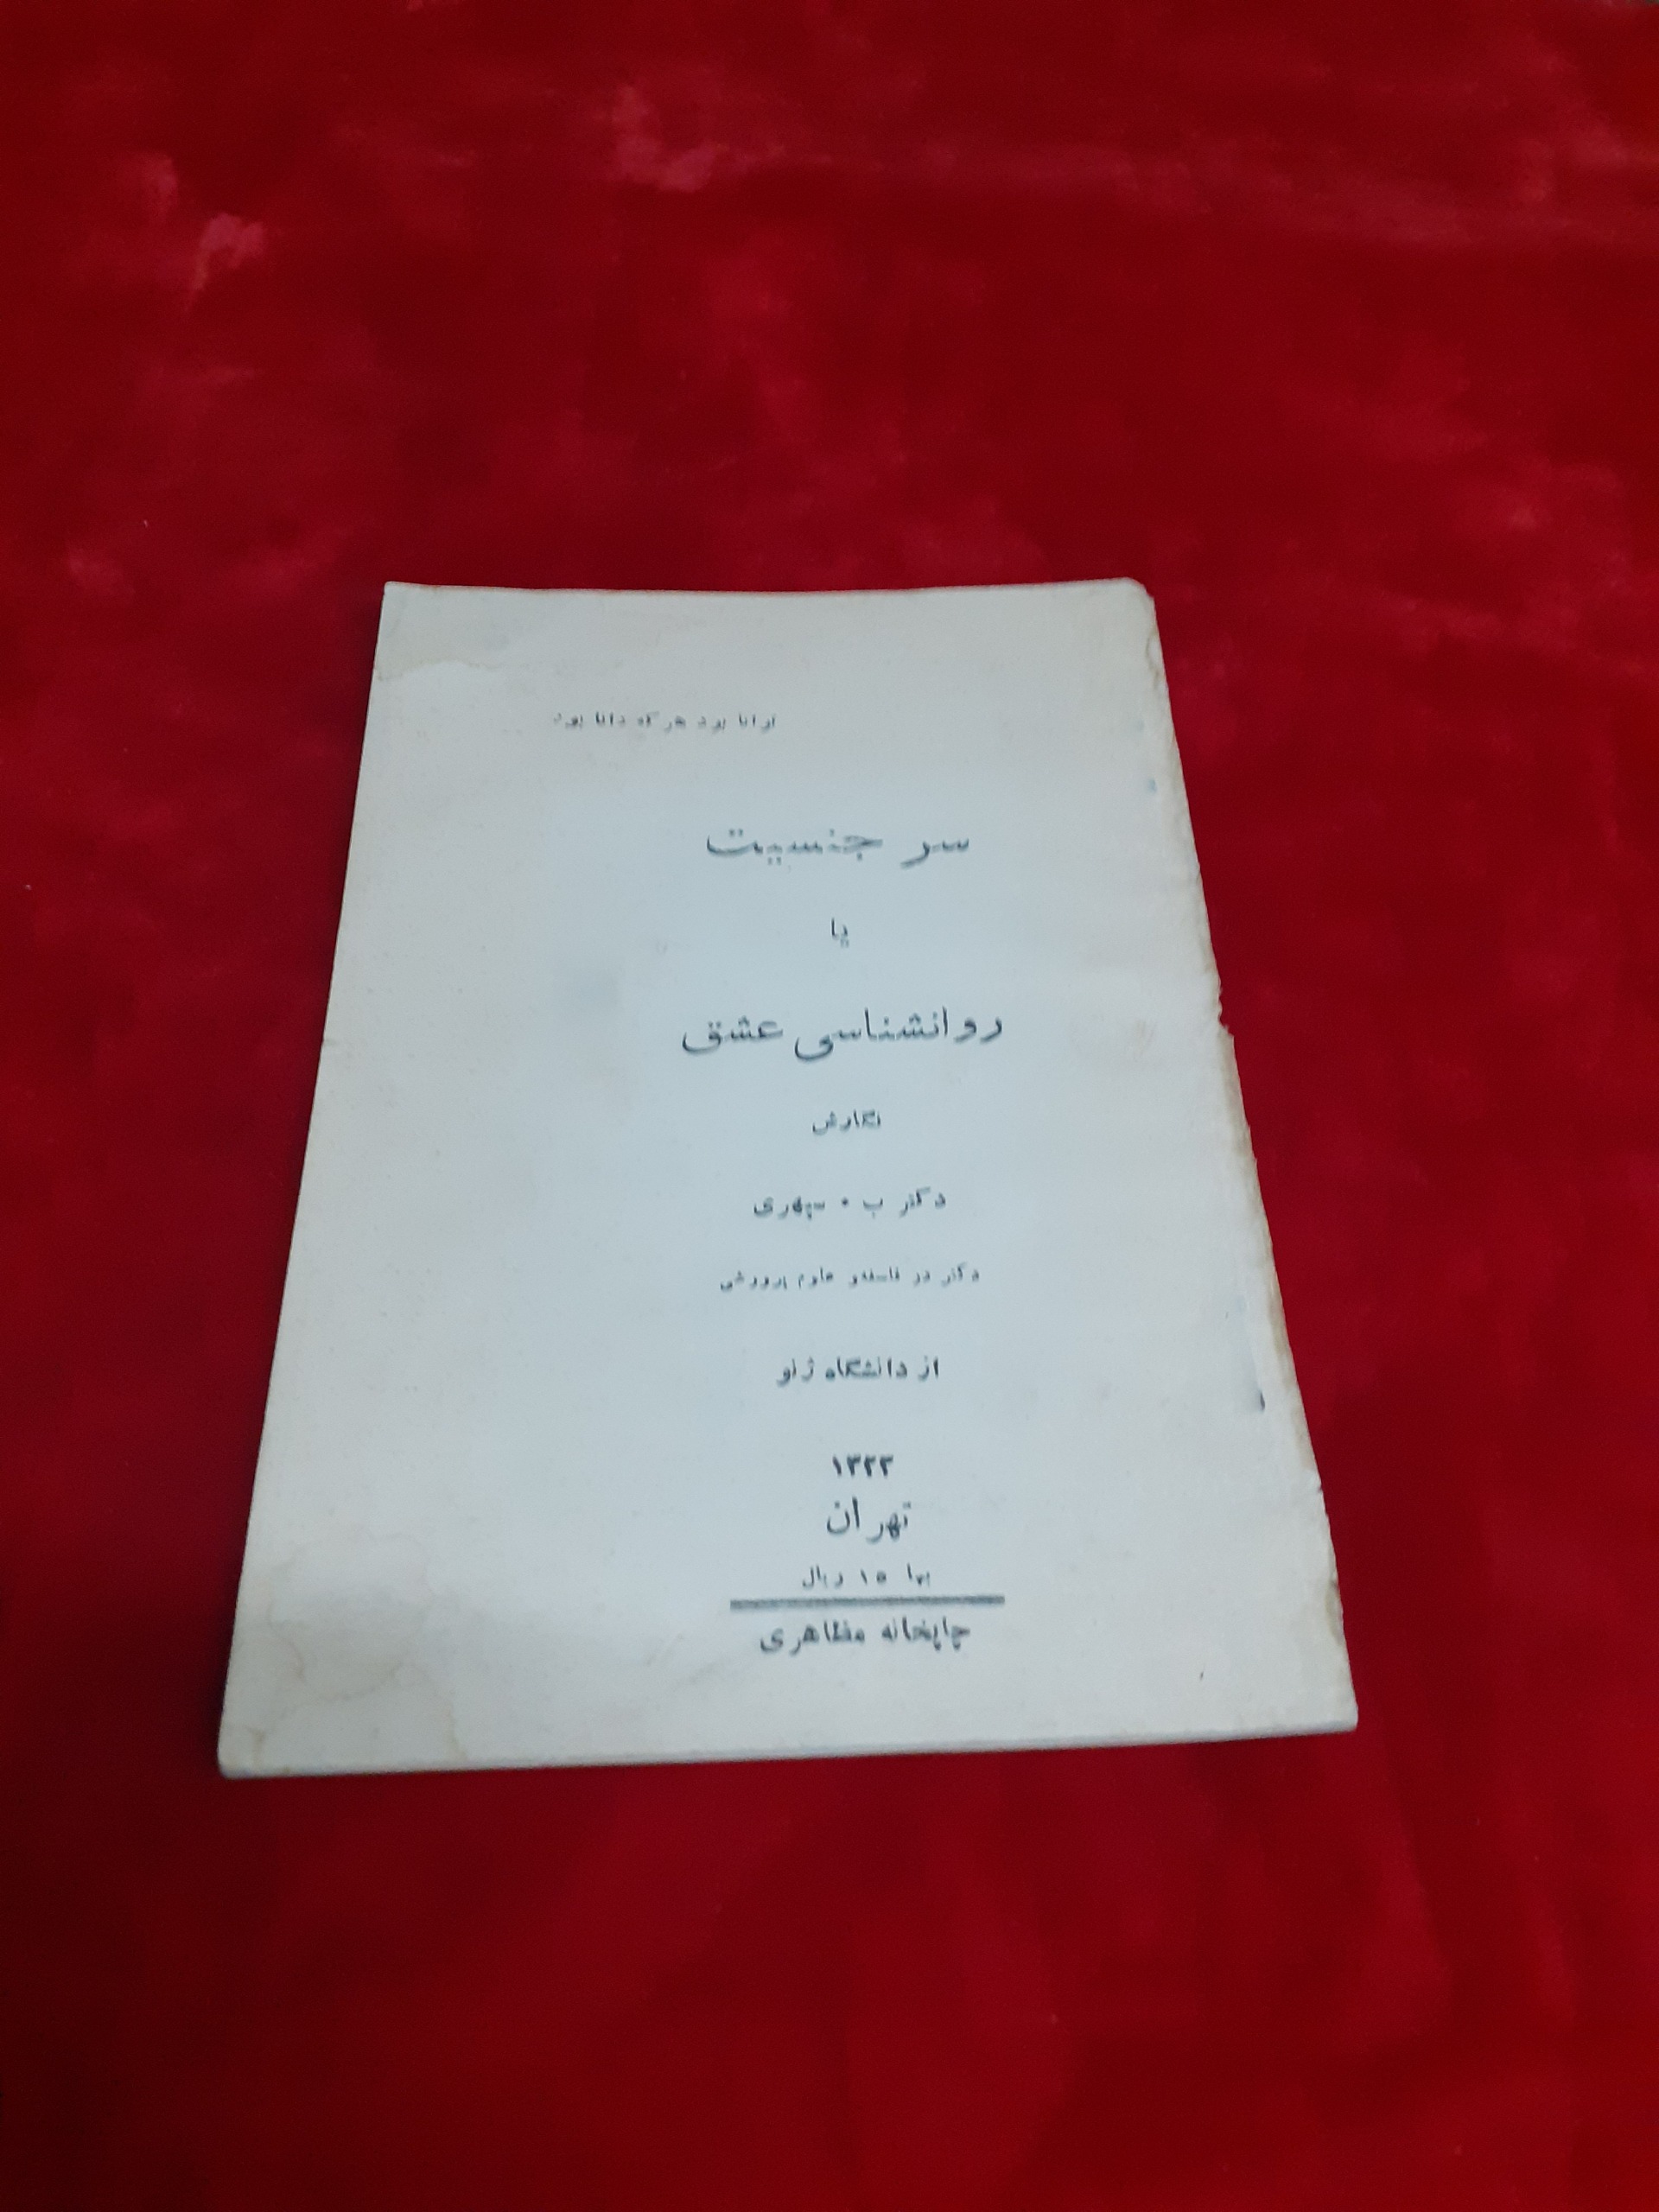 توانا بود هر که دانا بود
سر جنسیت
یا
روانشناسی عشق
نگارش
دکتر ب . سپهری
دکتر در فلسفه و علوم پرورشی
از دانشگاه ژنو
۱۳۲۳
تهران
بها ۱۵ ریال
چاپخانه مظاهری